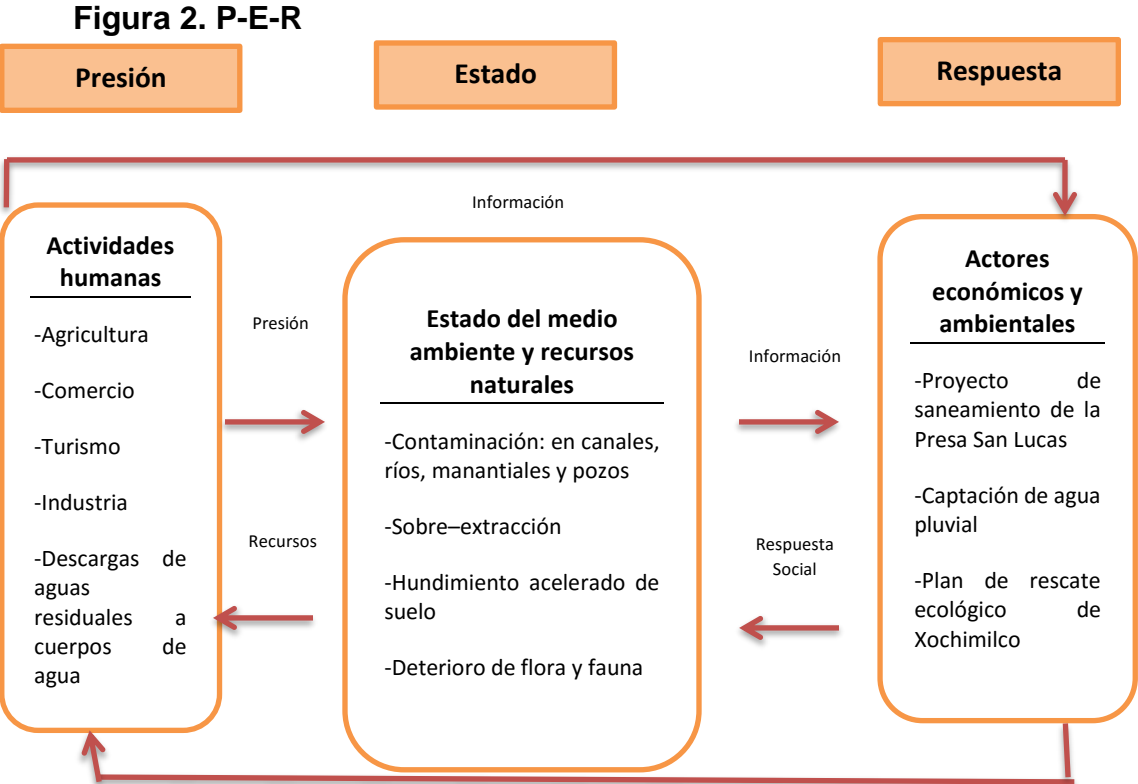 Figura 2. P-E-R
Presión
Estado
Respuesta
Información
Actividades
humanas
-Agricultura
-Comercio
-Turismo
-Industria
-Descargas de
aguas
residuales a
cuerpos de
agua
Presión
Recursos
Estado del medio
ambiente y recursos
naturales
-Contaminación: en canales,
ríos, manantiales y pozos
-Sobre–extracción
-Hundimiento acelerado de
suelo
-Deterioro de flora y fauna
Información
Respuesta
Social
Actores
económicos y
ambientales
-Proyecto de
saneamiento de la
Presa San Lucas
-Captación de agua
pluvial
-Plan de rescate
ecológico de
Xochimilco